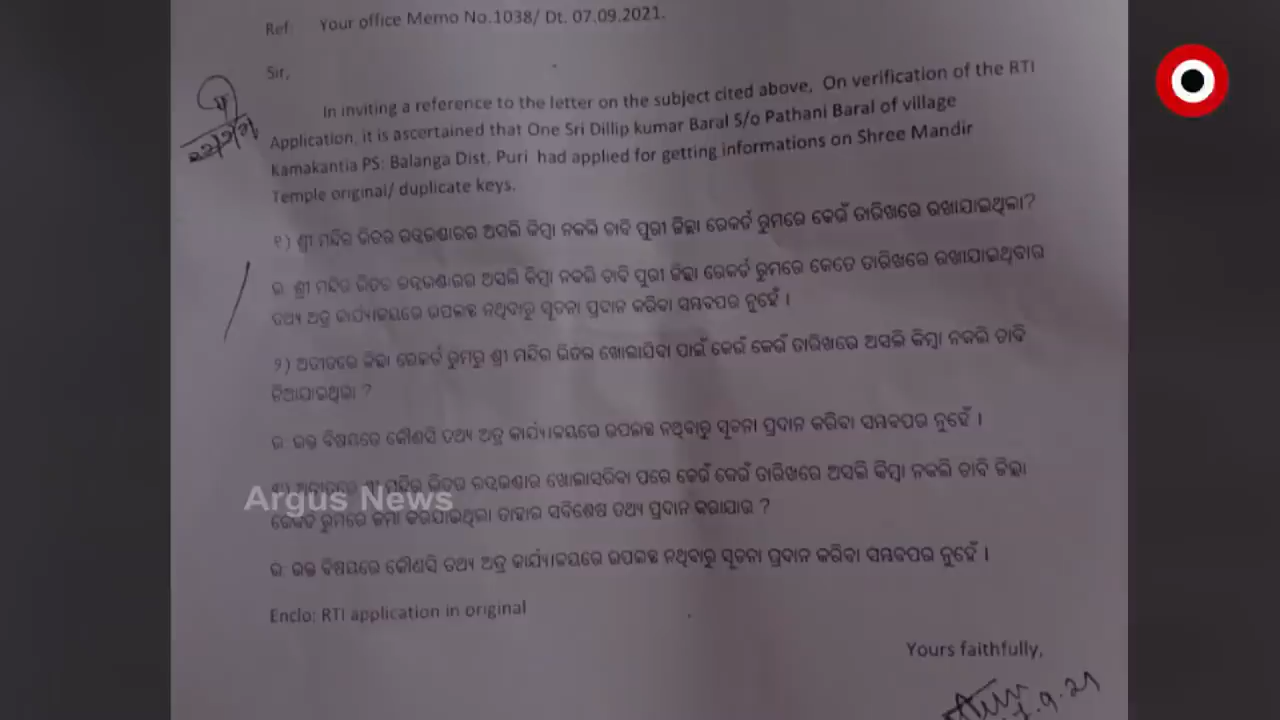 Ref: Your office Memo No.1038/ Dt. 07.09.2021.
Sir,
In inviting a reference to the letter on the subject cited above, On verification of the RTI
Application, it is ascertained that One Sri Dillip kumar Baral S/o Pathani Baral of village
Kamakantia PS: Balanga Dist, Puri had applied for getting informations on Shree Mandir
Temple original/ duplicate keys.
୧) ଶ୍ରୀ ମନ୍ଦିର ଭିତର ରତ୍ନଭଣ୍ଡାରର ଅସଲି କିମ୍ବା ନକଲି ଚାବି ପୁରୀ ଜିଲ୍ଲା ରେକର୍ଡ ରୁମରେ କେଉଁ ତାରିଖରେ ରଖାଯାଇଥିଲା?
ଉ. ଶ୍ରୀ ମନ୍ଦିର ଭିତର ରତ୍ନଭଣ୍ଡାରର ଅସଲି କିମ୍ବା ନକଲି ଚାବି ପୁରୀ ଜିଲ୍ଲା ରେକର୍ଡ ରୁମରେ କେତେ ତାରିଖରେ ରଖାଯାଇଥିବାର
ତଥ୍ୟ ଅତ୍ର କାର୍ଯ୍ୟାଳୟରେ ଉପଲବ୍ଧ ନଥିବାରୁ ସୂଚନା ପ୍ରଦାନ କରିବା ସମ୍ଭବପର ନୁହେଁ ।
୨) ଅତୀତରେ ଜିଲ୍ଲା ରେକର୍ଡ ରୁମରୁ ଶ୍ରୀ ମନ୍ଦିର ଭିତର ଖୋଲାଯିବା ପାଇଁ କେଉଁ କେଉଁ ତାରିଖରେ ଅସଲି କିମ୍ବା ନକଲି ଚାବି
ନିଆଯାଇଥିଲା ?
ଉ. ଉକ୍ତ ବିଷୟରେ କୌଣସି ତଥ୍ୟ ଅତ୍ର କାର୍ଯ୍ୟାଳୟରେ ଉପଲବ୍ଧ ନଥିବାରୁ ସୂଚନା ପ୍ରଦାନ କରିବା ସମ୍ଭବପର ନୁହେଁ ।
୩) ଅତୀତରେ ଶ୍ରୀ ମନ୍ଦିର ଭିତର ରତ୍ନଭଣ୍ଡାର ଖୋଲାସରିବା ପରେ କେଉଁ କେଉଁ ତାରିଖରେ ଅସଲି କିମ୍ବା ନକଲି ଚାବି ଜିଲ୍ଲା
Argus News
ରେକର୍ଡ ରୁମରେ ଜମା କରାଯାଇଥିଲା ତାହାର ସବିଶେଷ ତଥ୍ୟ ପ୍ରଦାନ କରାଯାଉ ?
ଉ. ଉକ୍ତ ବିଷୟରେ କୌଣସି ତଥ୍ୟ ଅତ୍ର କାର୍ଯ୍ୟାଳୟରେ ଉପଲବ୍ଧ ନଥିବାରୁ ସୂଚନା ପ୍ରଦାନ କରିବା ସମ୍ଭବପର ନୁହେଁ ।
Enclo: RTI application in original
Yours faithfully,